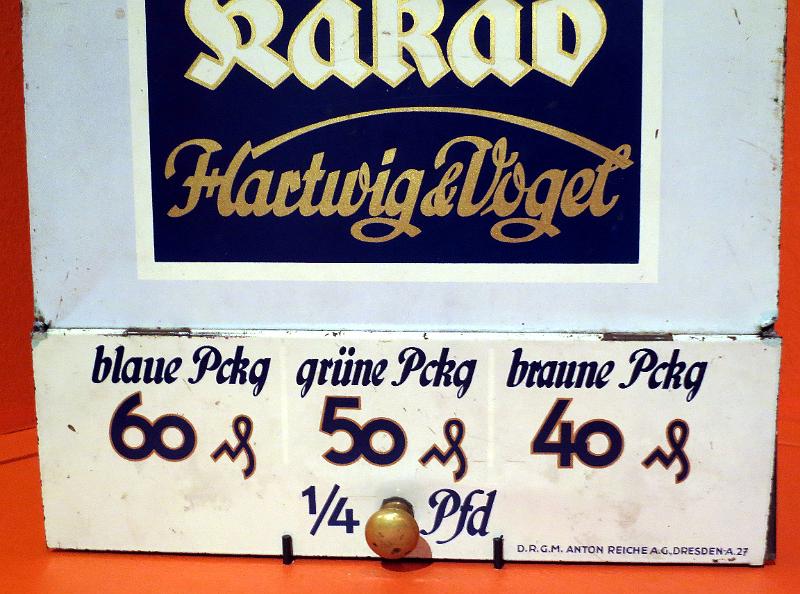 Kakao
Hartwig & Vogel
blaue Pckg grüne Pckg braune Pckg
60 ₰ 50 ₰ 40 ₰
1/4 Pfd
D.R.G.M. ANTON REICHE A.G. DRESDEN-A.27